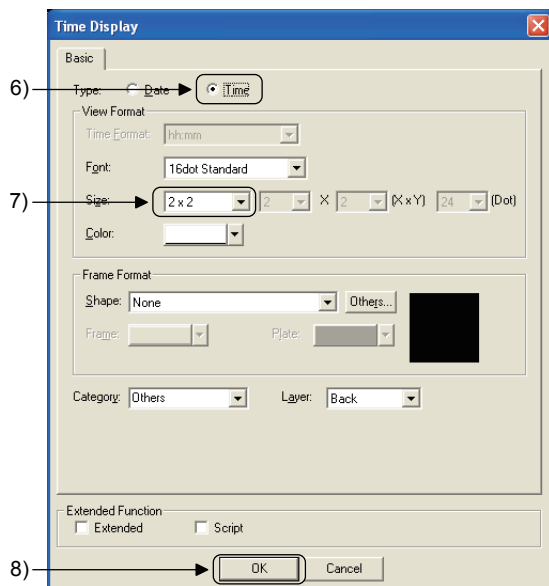 Time Display
Basic
6) Type: Date Time
View Format
Time Format: hh:mm
Font: 16dot Standard
7) Size: 2 x 2 2 X 2 (X x Y) 24 (Dot)
Color:
Frame Format
Shape: None Others...
Frame: Plate:
Category: Others Layer: Back
Extended Function
Extended Script
8) OK Cancel